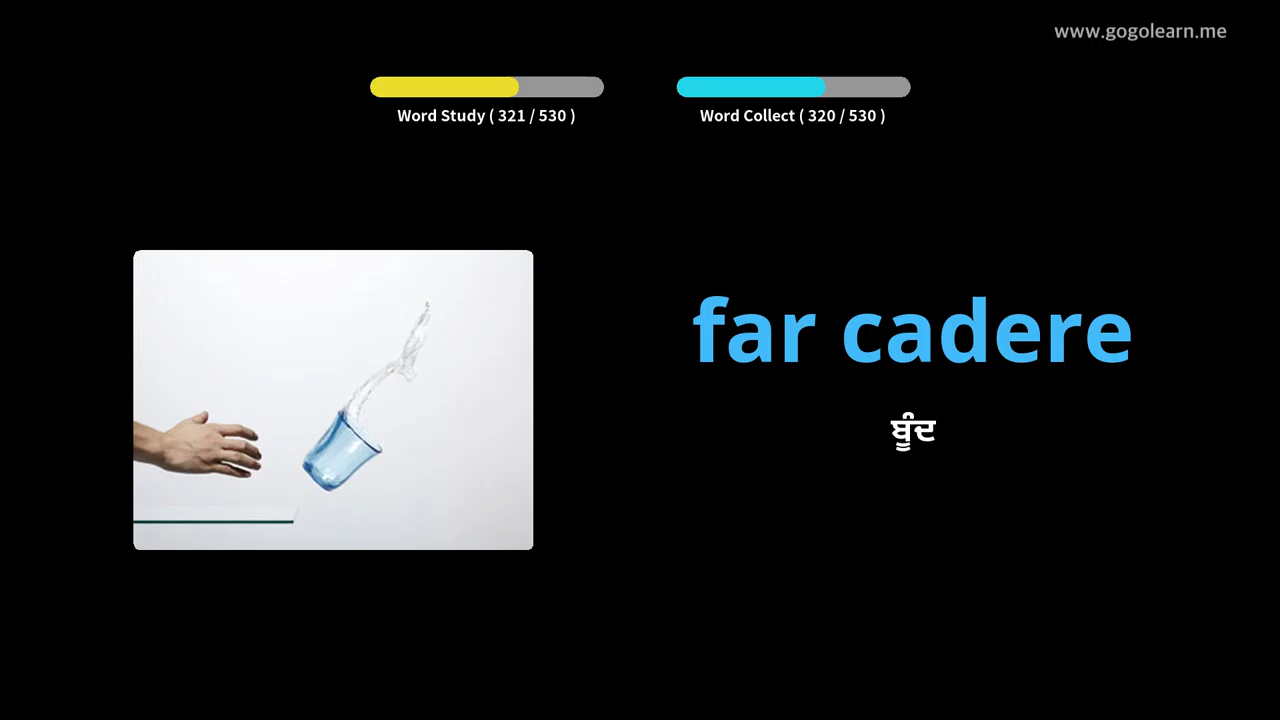 www.gogolearn.me
Word Study ( 321 / 530 )
Word Collect ( 320 / 530 )
far cadere
ਬੂੰਦ